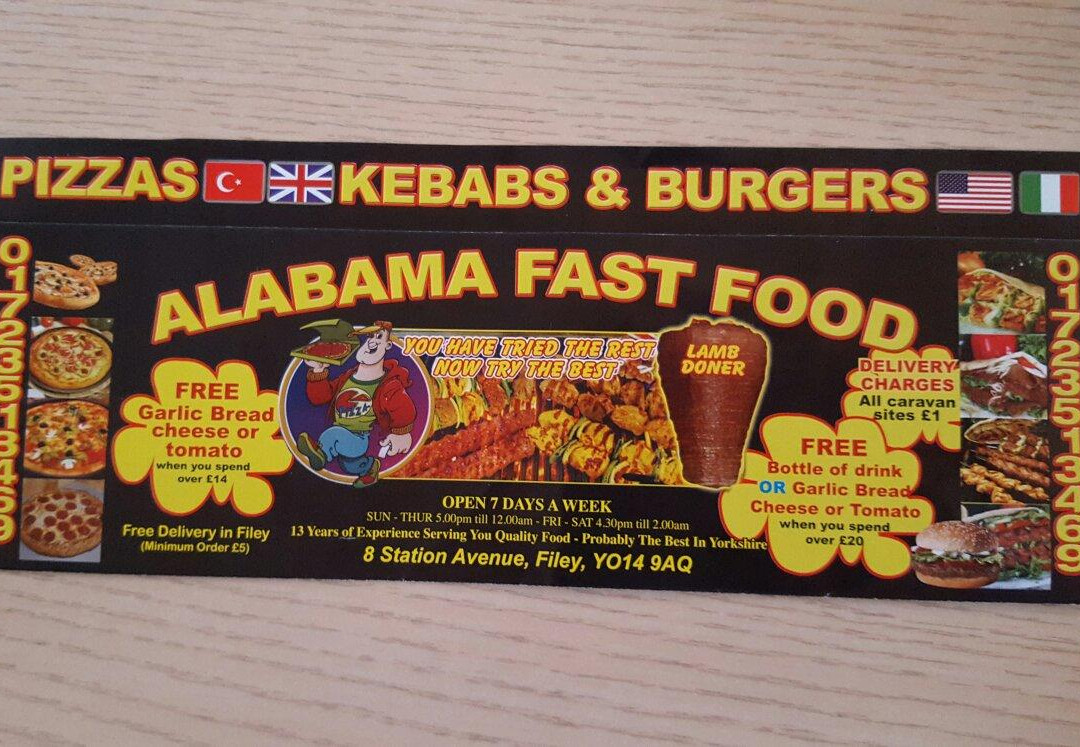 PIZZAS KEBABS & BURGERS
ALABAMA FAST FOOD
01723513469
YOU HAVE TRIED THE REST
NOW TRY THE BEST
LAMB
DONER
FREE
Garlic Bread
cheese or
tomato
when you spend
over £14
Free Delivery in Filey
(Minimum Order £5)
OPEN 7 DAYS A WEEK
SUN - THUR 5.00pm till 12.00am - FRI - SAT 4.30pm till 2.00am
13 Years of Experience Serving You Quality Food - Probably The Best In Yorkshire
8 Station Avenue, Filey, YO14 9AQ
DELIVERY
CHARGES
All caravan
sites £1
FREE
Bottle of drink
OR Garlic Bread
Cheese or Tomato
when you spend
over £20
01723513469